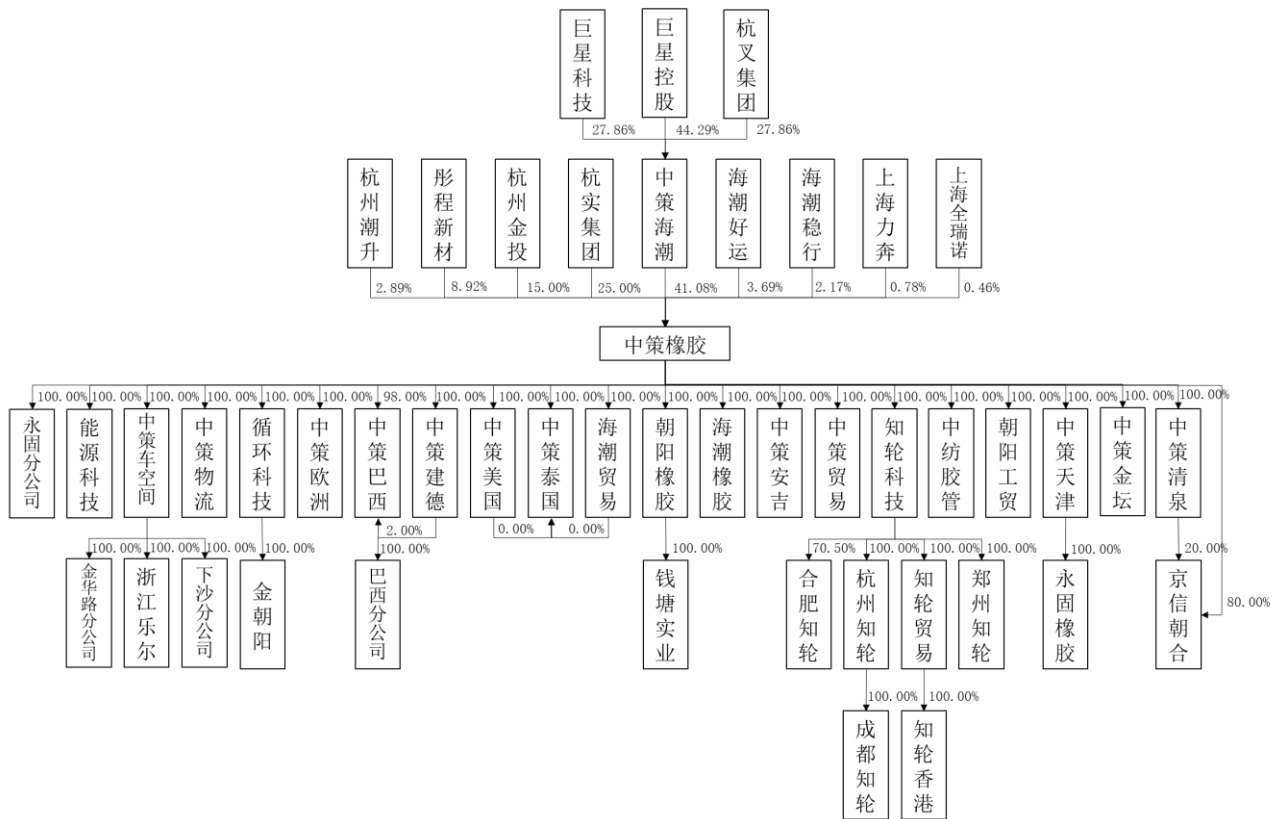 巨星科技
巨星控股
杭叉集团
27.86%
44.29%
27.86%
杭州潮升
彤程新材
杭州金投
杭实集团
中策海潮
海潮好运
海潮稳行
上海力奔
上海全瑞诺
2.89%
8.92%
15.00%
25.00%
41.08%
3.69%
2.17%
0.78%
0.46%
中策橡胶
100.00%
100.00%
100.00%
100.00%
100.00%
100.00%
98.00%
100.00%
100.00%
100.00%
100.00%
100.00%
100.00%
100.00%
100.00%
100.00%
100.00%
100.00%
100.00%
100.00%
100.00%
永固分公司
能源科技
中策车空间
中策物流
循环科技
中策欧洲
中策巴西
中策建德
中策美国
中策泰国
海潮贸易
朝阳橡胶
海潮橡胶
中策安吉
中策贸易
知轮科技
中纺胶管
朝阳工贸
中策天津
中策金坛
中策清泉
2.00%
0.00%
0.00%
100.00%
100.00%
100.00%
100.00%
100.00%
100.00%
70.50%
100.00%
100.00%
100.00%
100.00%
20.00%
80.00%
金华路分公司
浙江乐尔
下沙分公司
金朝阳
巴西分公司
钱塘实业
合肥知轮
杭州知轮
知轮贸易
郑州知轮
永固橡胶
京信朝合
100.00%
100.00%
成都知轮
知轮香港